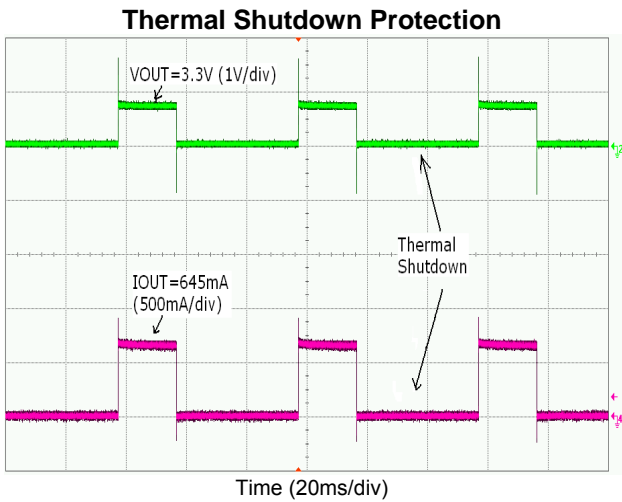 Thermal Shutdown Protection
VOUT=3.3V (1V/div)
Thermal
Shutdown
IOUT=645mA
(500mA/div)
Time (20ms/div)